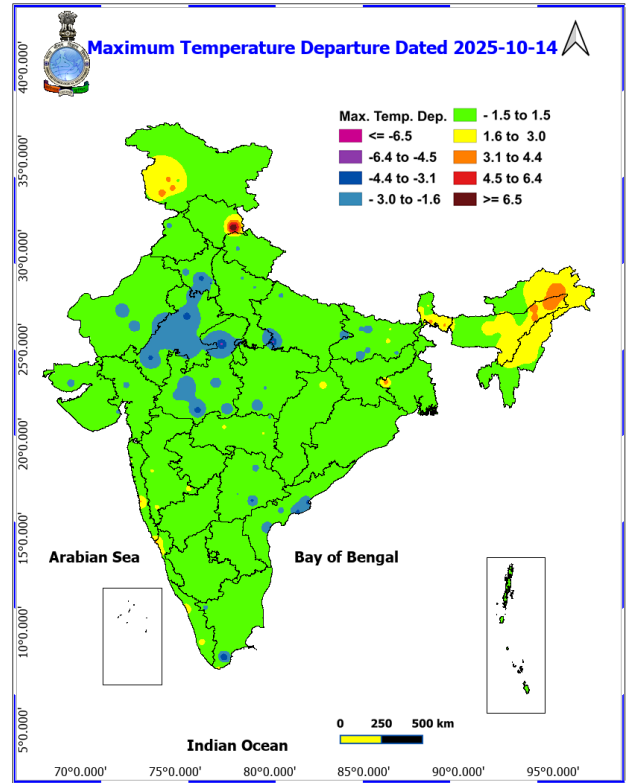 Maximum Temperature Departure Dated 2025-10-14
Max. Temp. Dep.
<= -6.5
-6.4 to -4.5
-4.4 to -3.1
- 3.0 to -1.6
- 1.5 to 1.5
1.6 to 3.0
3.1 to 4.4
4.5 to 6.4
>= 6.5
40°0.000'
35°0.000'
30°0.000'
25°0.000'
20°0.000'
15°0.000'
10°0.000'
5°0.000'
Arabian Sea
Bay of Bengal
Indian Ocean
0 250 500 km
70°0.000' 75°0.000' 80°0.000' 85°0.000' 90°0.000' 95°0.000'